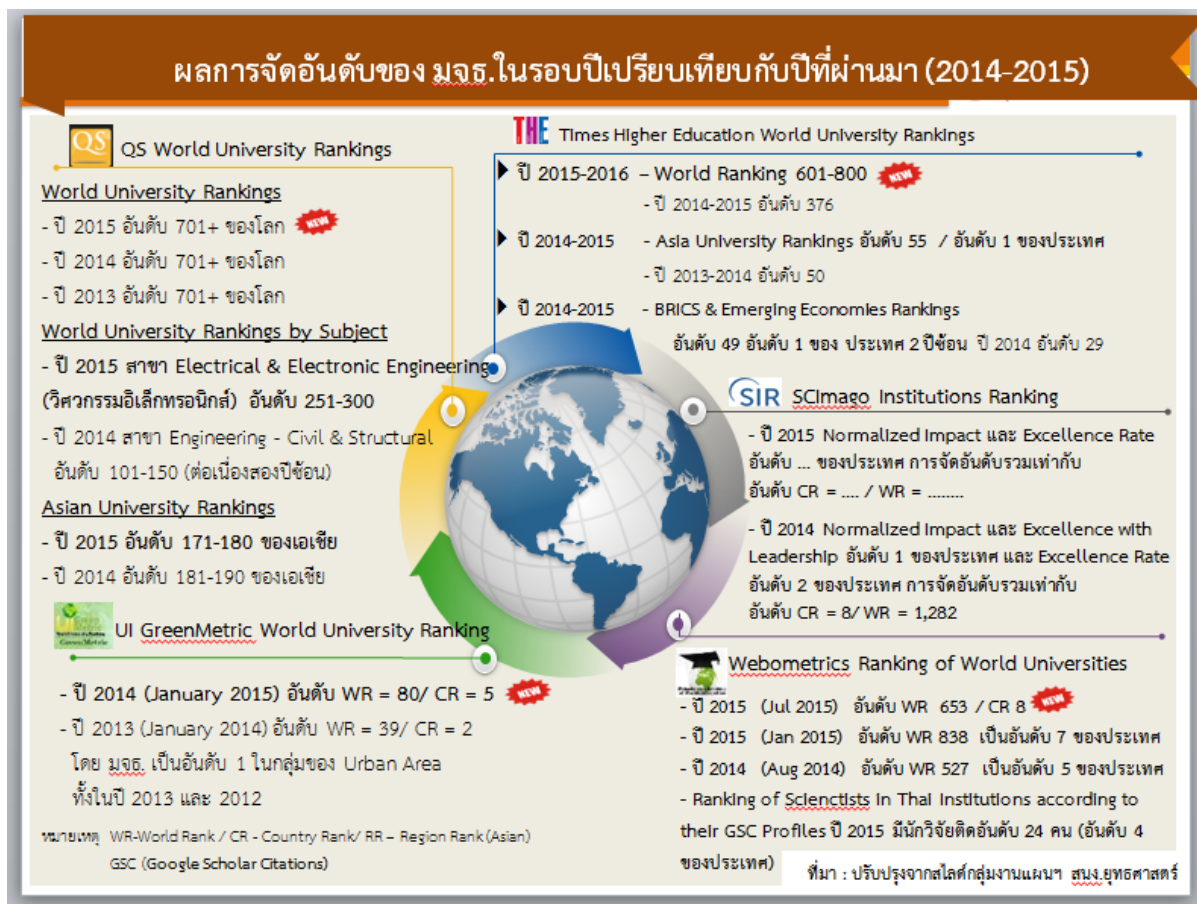 ผลการจัดอันดับของ มจธ.ในรอบปีเปรียบเทียบกับปีที่ผ่านมา (2014-2015)
QS
QS World University Rankings
World University Rankings
- ปี 2015 อันดับ 701+ ของโลก NEW
- ปี 2014 อันดับ 701+ ของโลก
- ปี 2013 อันดับ 701+ ของโลก
World University Rankings by Subject
- ปี 2015 สาขา Electrical & Electronic Engineering
(วิศวกรรมอิเล็กทรอนิกส์) อันดับ 251-300
- ปี 2014 สาขา Engineering - Civil & Structural
อันดับ 101-150 (ต่อเนื่องสองปีซ้อน)
Asian University Rankings
- ปี 2015 อันดับ 171-180 ของเอเชีย
- ปี 2014 อันดับ 181-190 ของเอเชีย
THE Times Higher Education World University Rankings
ปี 2015-2016 – World Ranking 601-800 NEW
- ปี 2014-2015 อันดับ 376
ปี 2014-2015 - Asia University Rankings อันดับ 55 / อันดับ 1 ของประเทศ
- ปี 2013-2014 อันดับ 50
ปี 2014-2015 - BRICS & Emerging Economies Rankings
อันดับ 49 อันดับ 1 ของ ประเทศ 2 ปีซ้อน ปี 2014 อันดับ 29
SIR SCImago Institutions Ranking
- ปี 2015 Normalized Impact และ Excellence Rate
อันดับ ... ของประเทศ การจัดอันดับรวมเท่ากับ
อันดับ CR = .... / WR = ........
- ปี 2014 Normalized Impact และ Excellence with
Leadership อันดับ 1 ของประเทศ และ Excellence Rate
อันดับ 2 ของประเทศ การจัดอันดับรวมเท่ากับ
อันดับ CR = 8/ WR = 1,282
GreenMetric
UI GreenMetric World University Ranking
- ปี 2014 (January 2015) อันดับ WR = 80/ CR = 5 NEW
- ปี 2013 (January 2014) อันดับ WR = 39/ CR = 2
โดย มจธ. เป็นอันดับ 1 ในกลุ่มของ Urban Area
ทั้งในปี 2013 และ 2012
หมายเหตุ WR-World Rank / CR - Country Rank/ RR – Region Rank (Asian)
GSC (Google Scholar Citations)
Webometrics Ranking of World Universities
- ปี 2015 (Jul 2015) อันดับ WR 653 / CR 8 NEW
- ปี 2015 (Jan 2015) อันดับ WR 838 เป็นอันดับ 7 ของประเทศ
- ปี 2014 (Aug 2014) อันดับ WR 527 เป็นอันดับ 5 ของประเทศ
- Ranking of Scienctists in Thai Institutions according to
their GSC Profiles ปี 2015 มีนักวิจัยติดอันดับ 24 คน (อันดับ 4
ของประเทศ)
ที่มา : ปรับปรุงจากสไลด์กลุ่มงานแผนฯ สนง.ยุทธศาสตร์